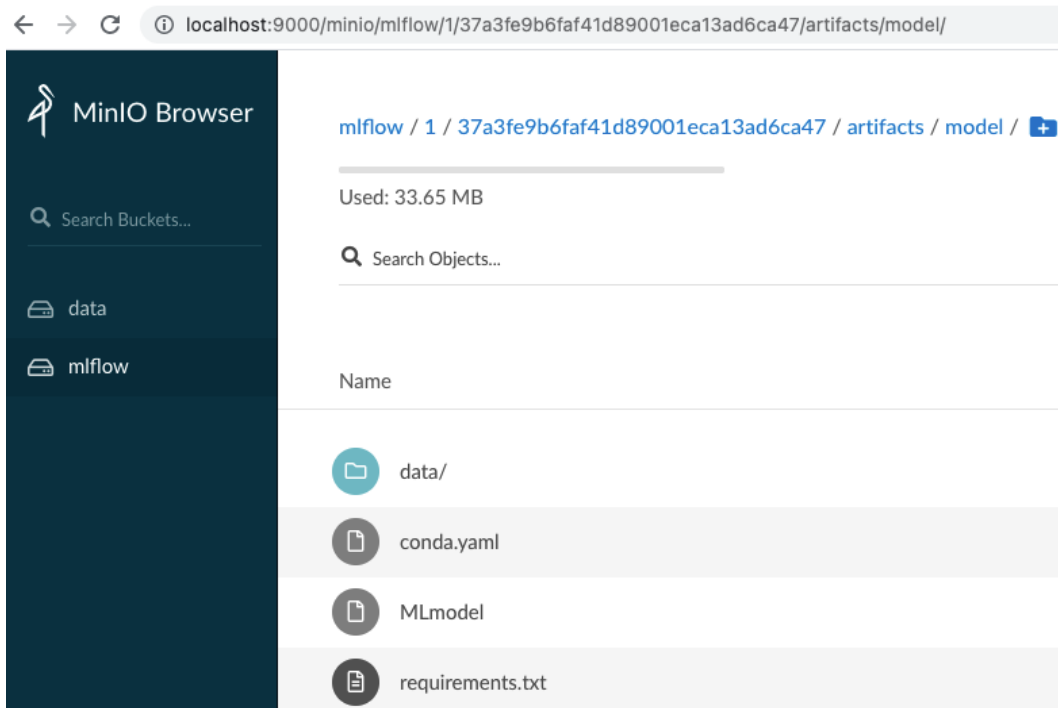 localhost:9000/minio/mlflow/1/37a3fe9b6faf41d89001eca13ad6ca47/artifacts/model/
MinIO Browser
Search Buckets...
data
mlflow
mlflow / 1 / 37a3fe9b6faf41d89001eca13ad6ca47 / artifacts / model /
Used: 33.65 MB
Search Objects...
Name
data/
conda.yaml
MLmodel
requirements.txt